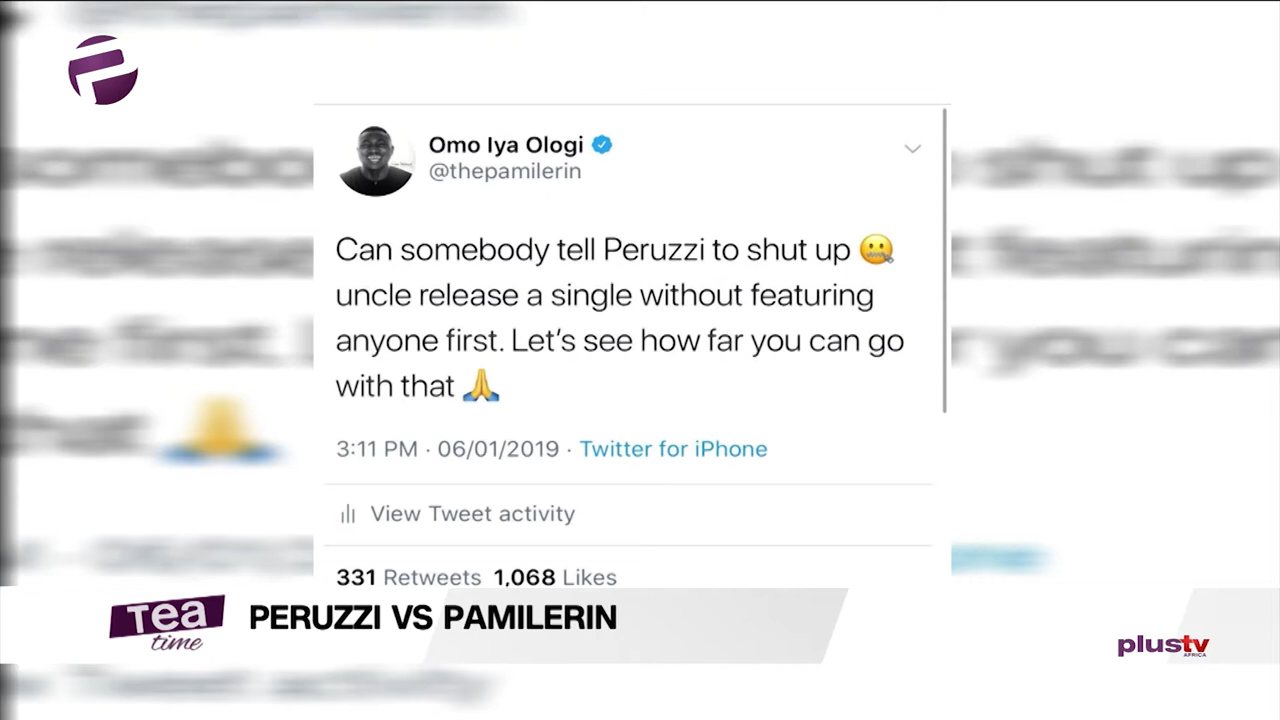 Omo Iya Ologi
@thepamilerin
Can somebody tell Peruzzi to shut up 🤐
uncle release a single without featuring
anyone first. Let's see how far you can go
with that 🙏
3:11 PM · 06/01/2019 · Twitter for iPhone
View Tweet activity
331 Retweets 1,068 Likes
Tea
time
PERUZZI VS PAMILERIN
plustv
AFRICA